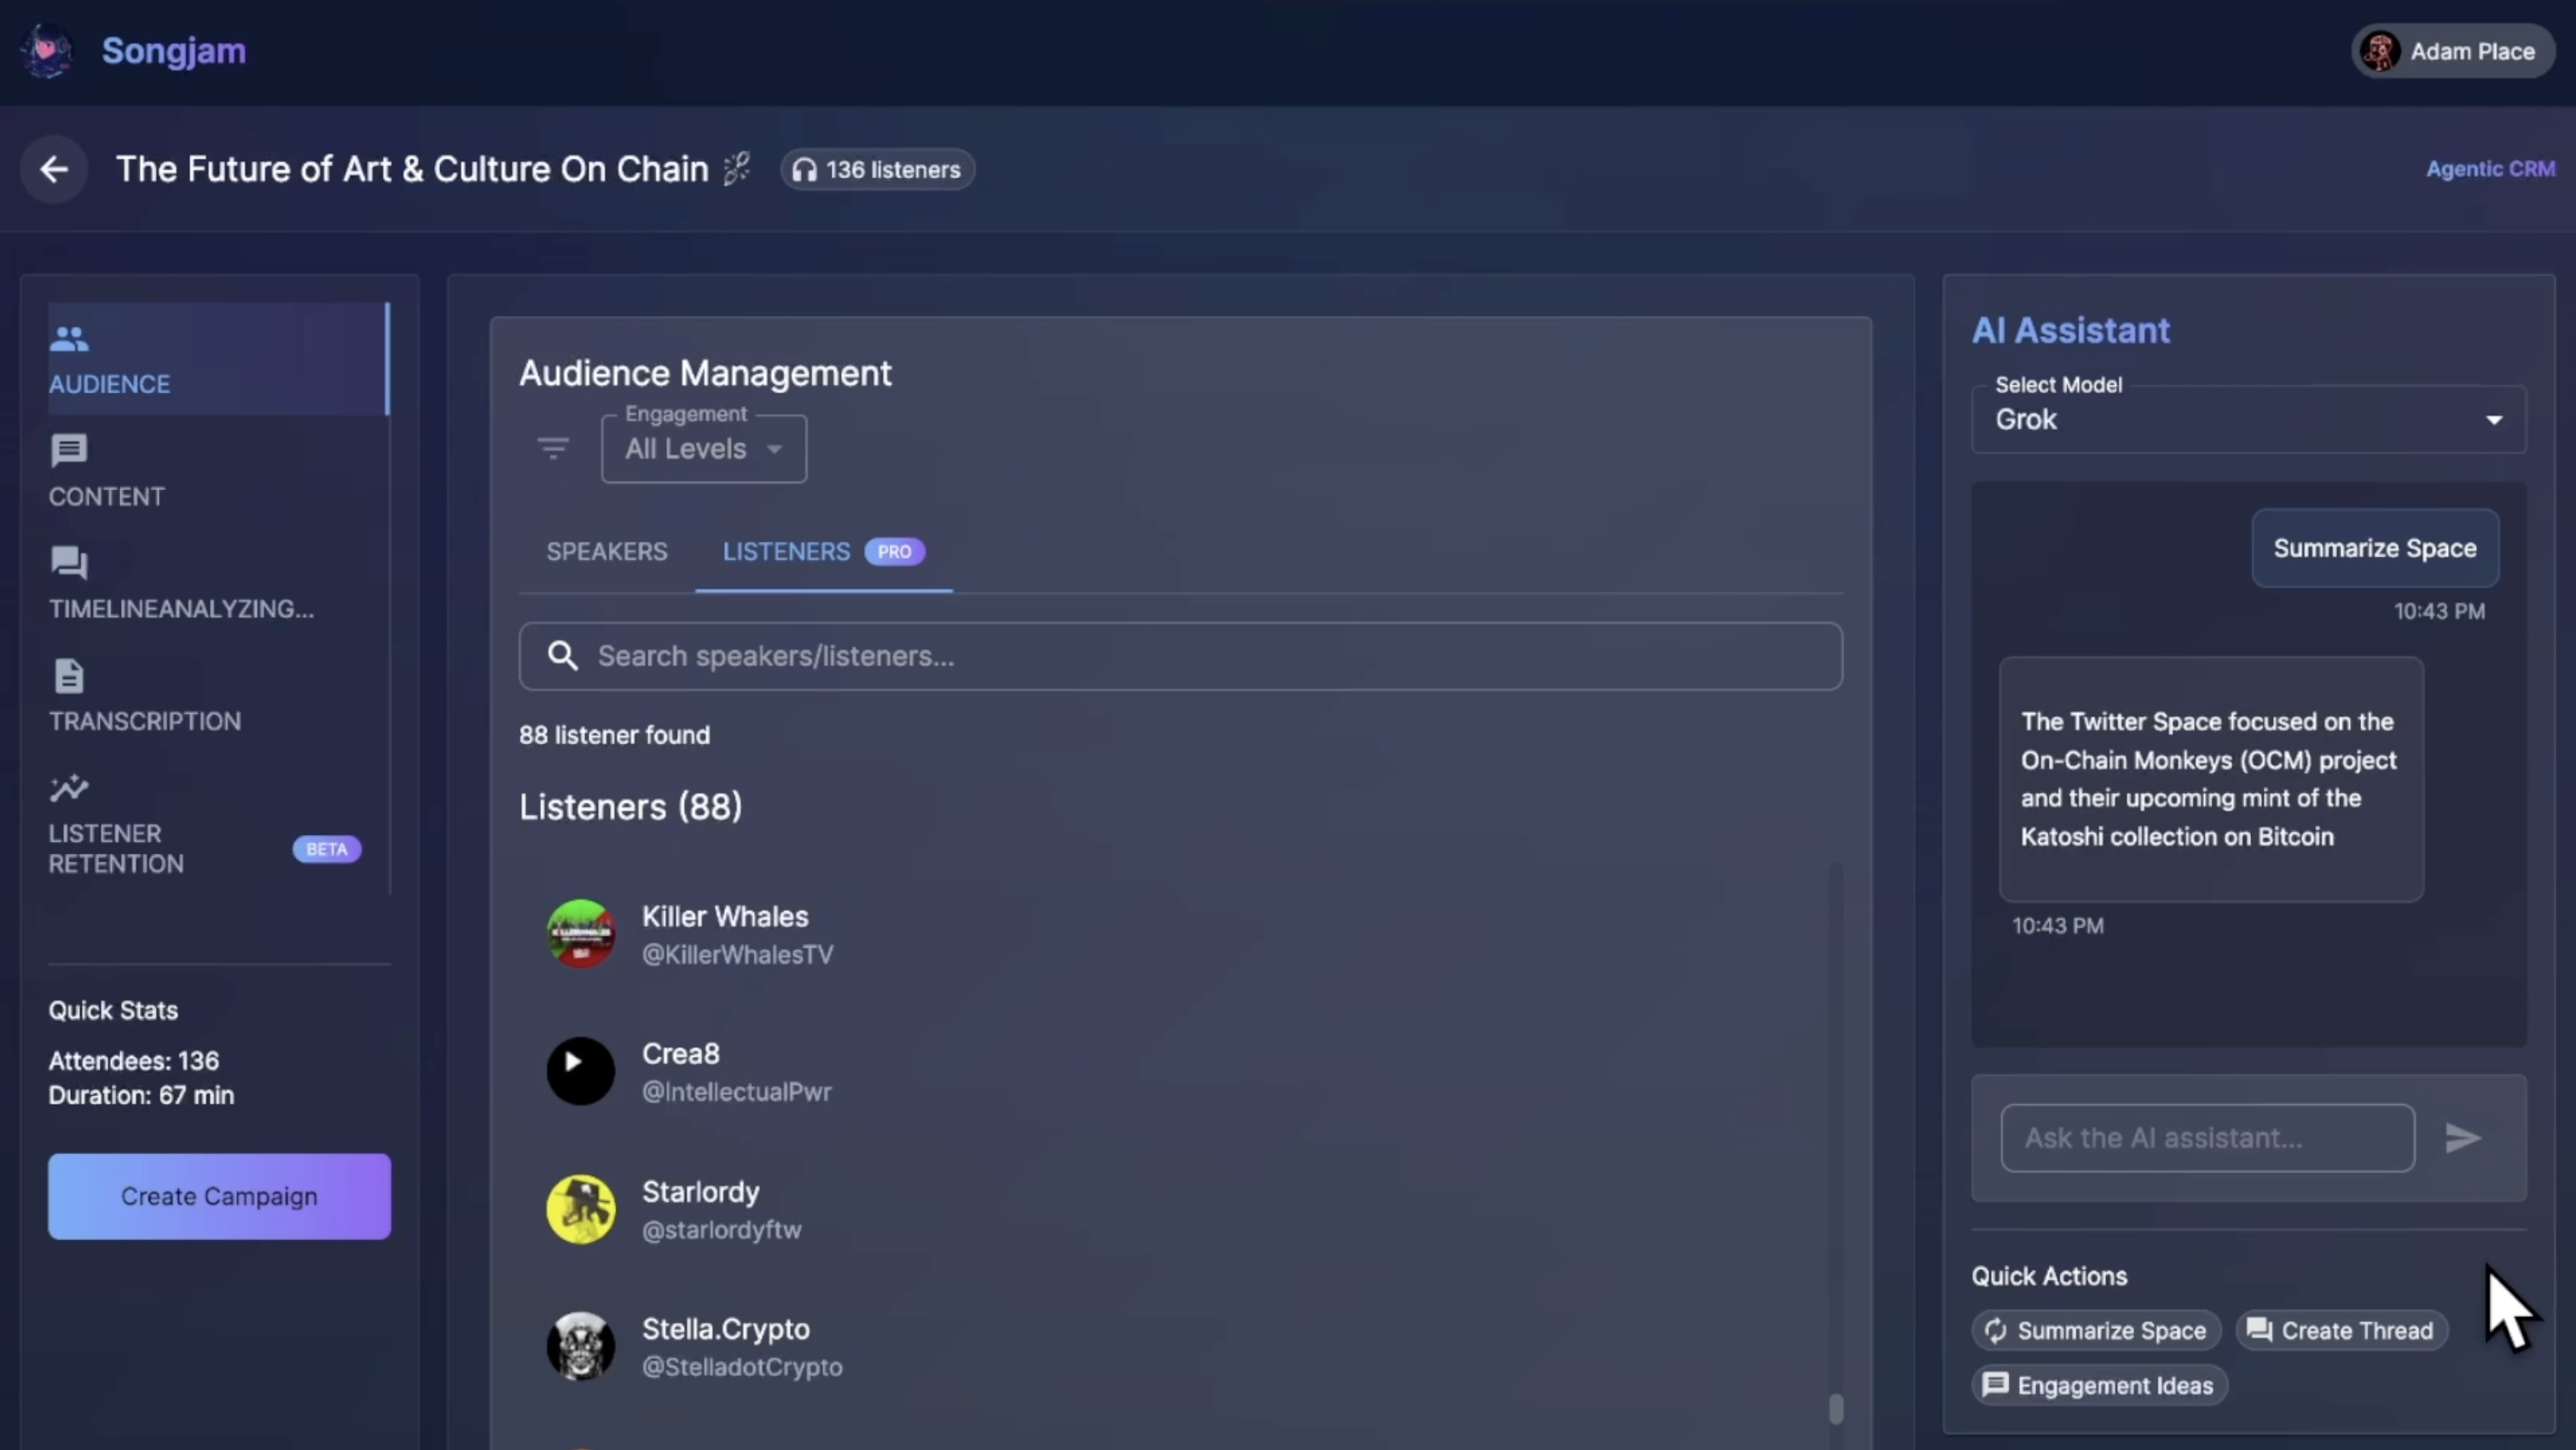 Songjam
Adam Place
The Future of Art & Culture On Chain
136 listeners
Agentic CRM
AUDIENCE
CONTENT
TIMELINEANALYZING...
TRANSCRIPTION
LISTENER
RETENTION
BETA
Quick Stats
Attendees: 136
Duration: 67 min
Create Campaign
Audience Management
Engagement
All Levels
SPEAKERS
LISTENERS PRO
Search speakers/listeners...
88 listener found
Listeners (88)
Killer Whales
@KillerWhalesTV
Crea8
@IntellectualPwr
Starlordy
@starlordyftw
Stella.Crypto
@StelladotCrypto
AI Assistant
Select Model
Grok
Summarize Space
10:43 PM
The Twitter Space focused on the
On-Chain Monkeys (OCM) project
and their upcoming mint of the
Katoshi collection on Bitcoin
10:43 PM
Ask the AI assistant...
Quick Actions
Summarize Space
Create Thread
Engagement Ideas